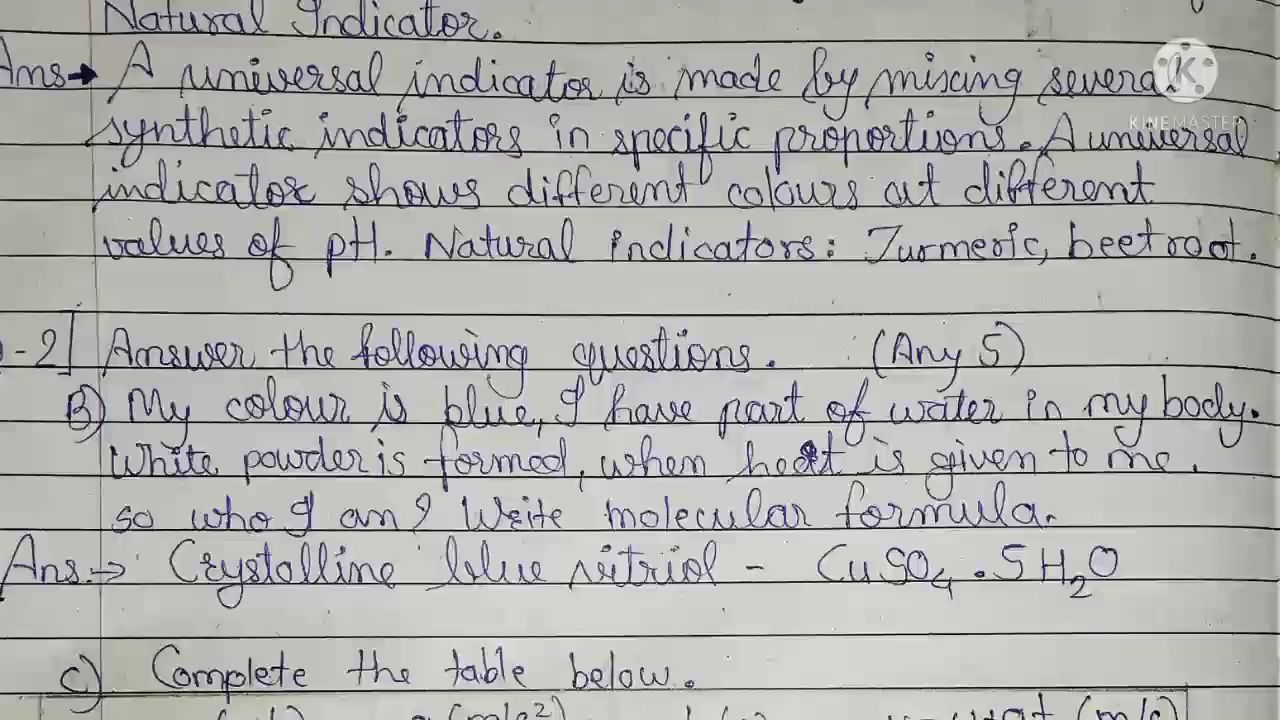 Natural Indicator.
Ans→ A universal indicator is made by mixing several
synthetic indicators in specific proportions. A universal
indicator shows different colours at different
values of pH. Natural indicators: Turmeric, beetroot.
-2] Answer the following questions. (Any 5)
B) My colour is blue, I have part of water in my body.
White powder is formed, when heat is given to me.
so who I am? Write molecular formula.
Ans.→ Crystalline blue vitriol - CuSO₄.5H₂O
C) Complete the table below.
KINEMASTER